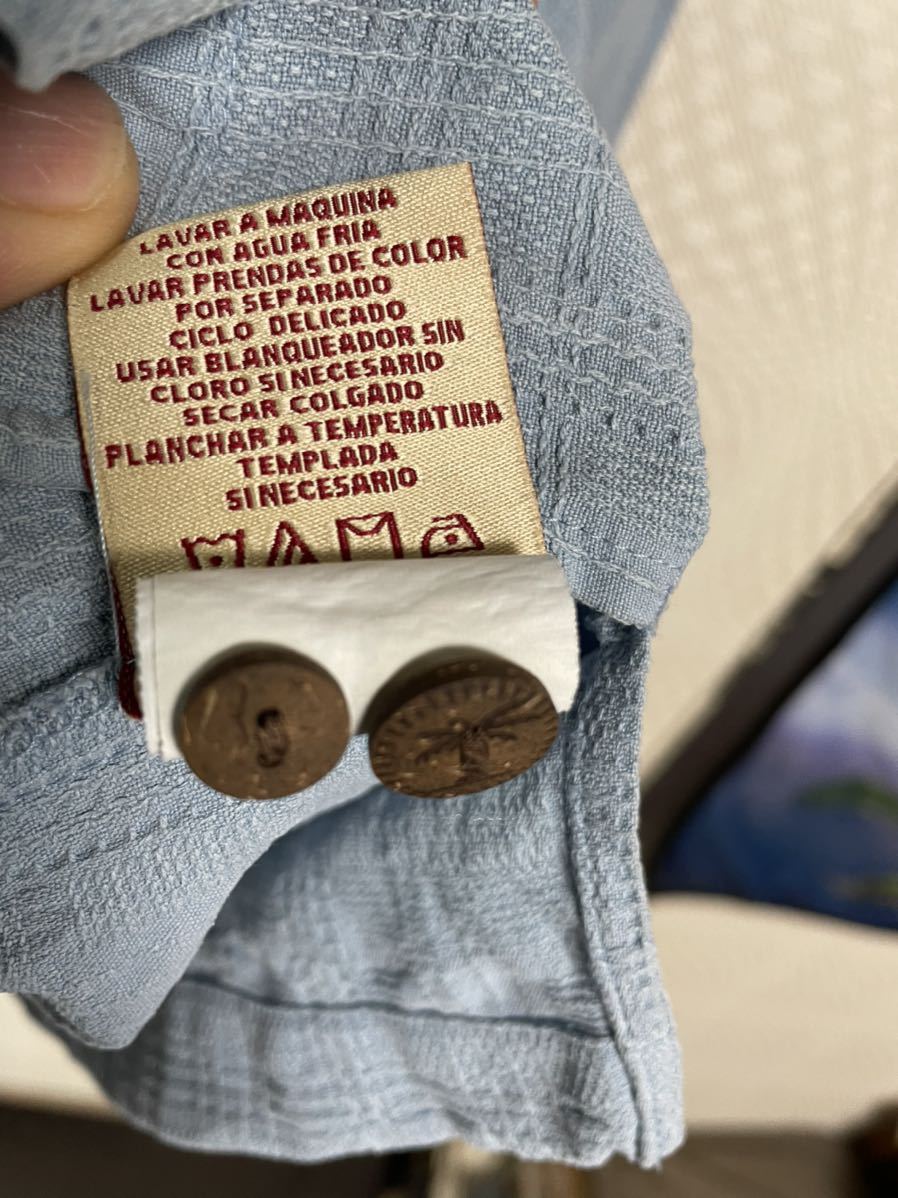 LAVAR A MAQUINA
CON AGUA FRIA
LAVAR PRENDAS DE COLOR
POR SEPARADO
CICLO DELICADO
USAR BLANQUEADOR SIN
CLORO SI NECESARIO
SECAR COLGADO
PLANCHAR A TEMPERATURA
TEMPLADA
SI NECESARIO